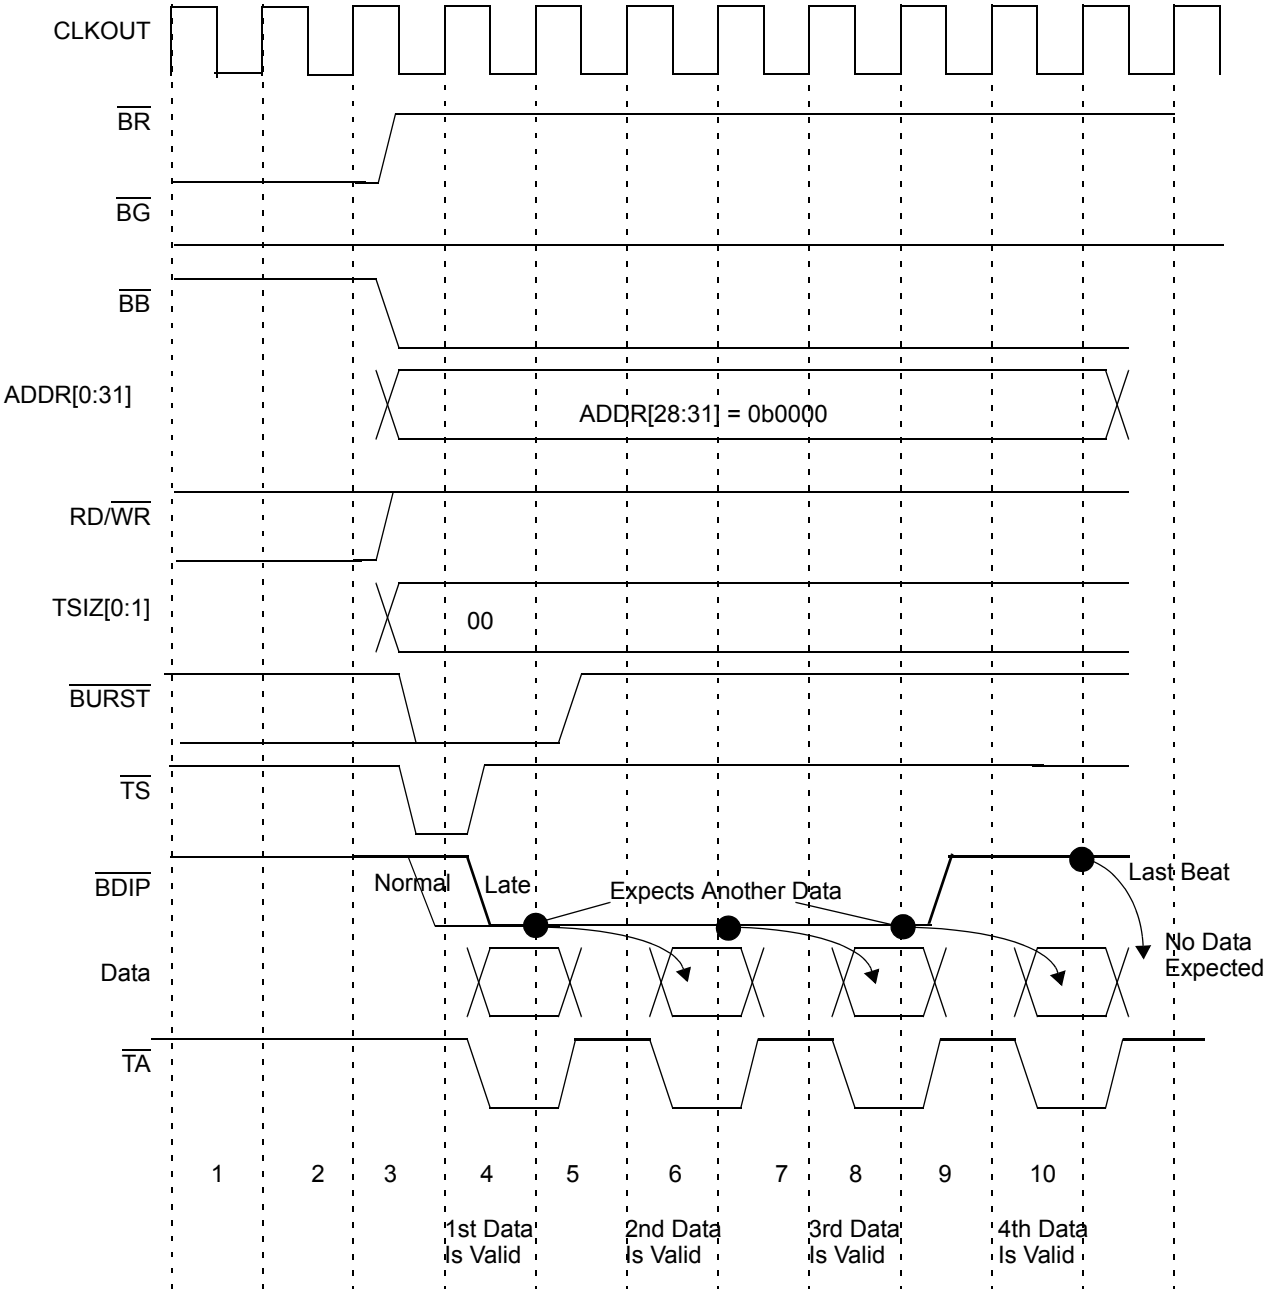 CLKOUT
BR
BG
BB
ADDR[0:31]
ADDR[28:31] = 0b0000
RD/WR
TSIZ[0:1]
00
BURST
TS
BDIP
Normal
Late
Expects Another Data
Last Beat
No Data
Expected
Data
TA
1 2 3 4 5 6 7 8 9 10
1st Data
Is Valid
2nd Data
Is Valid
3rd Data
Is Valid
4th Data
Is Valid